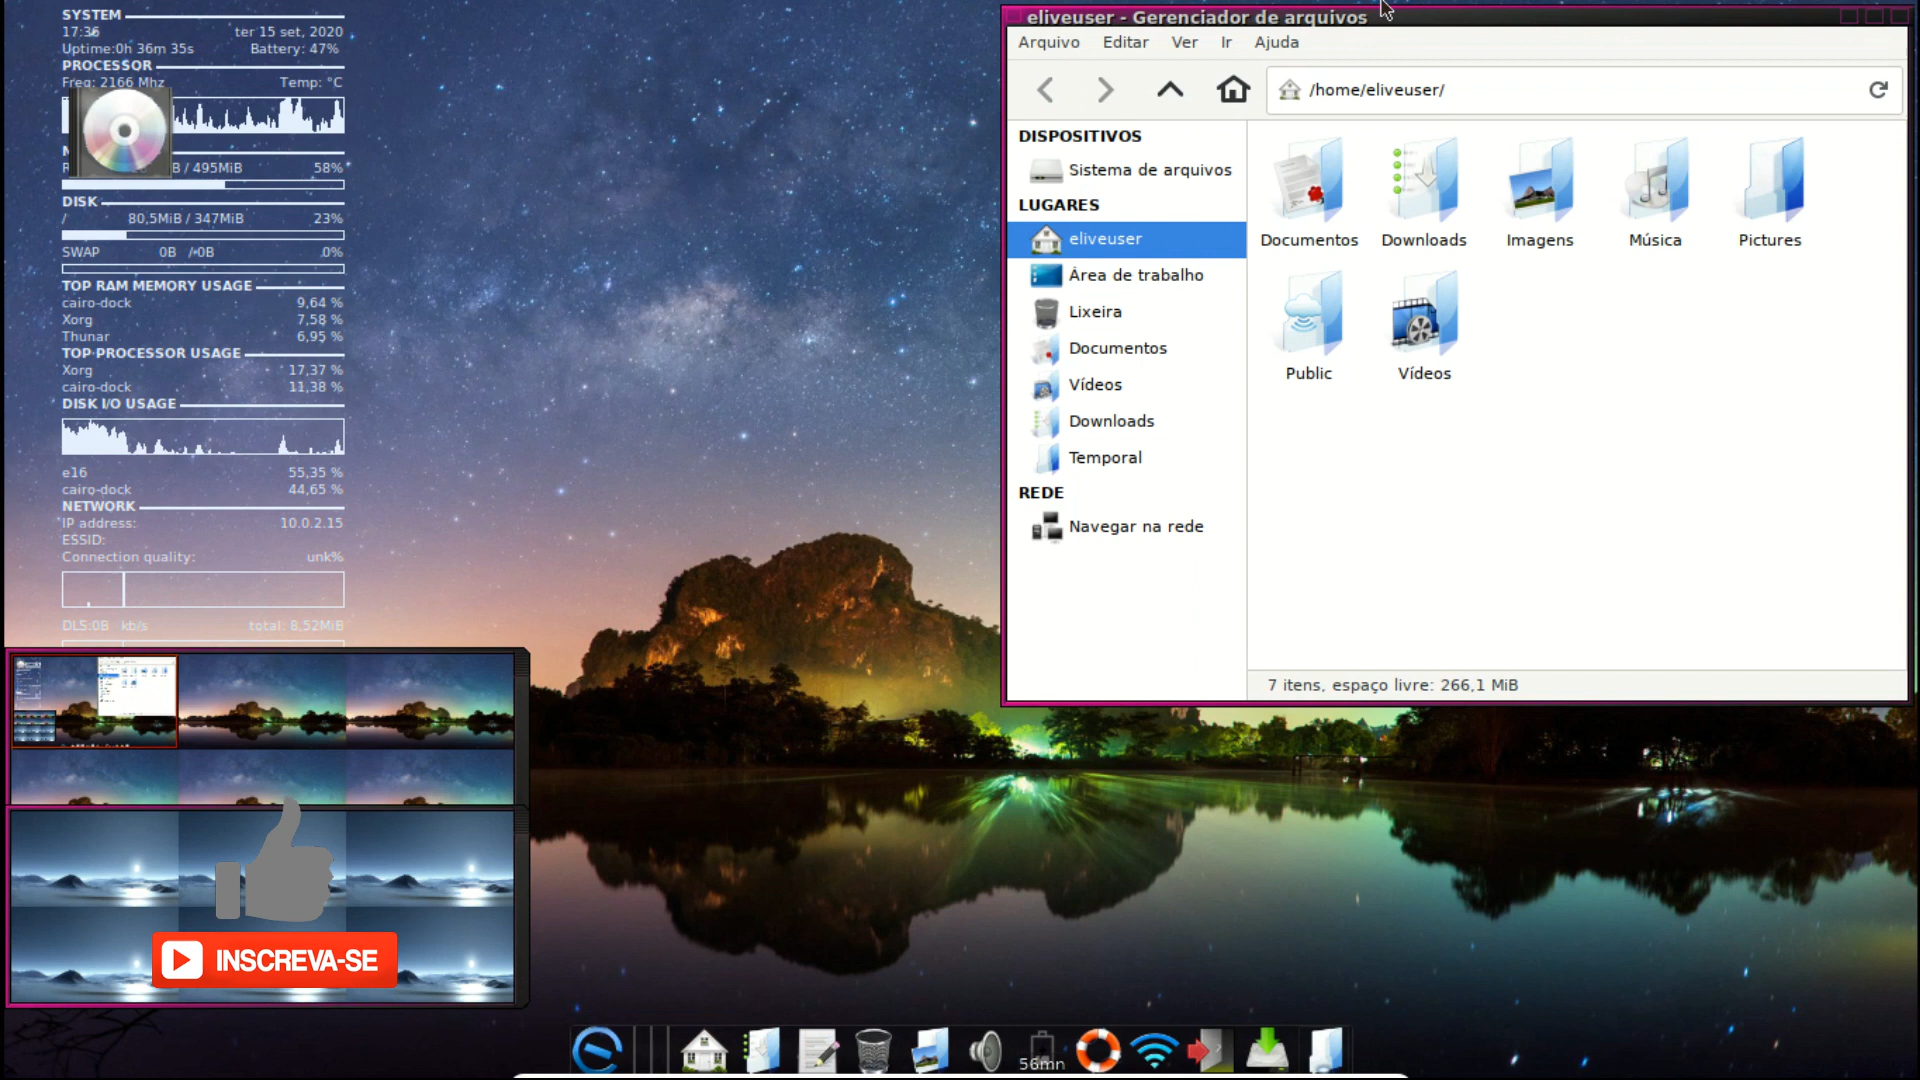 SYSTEM
17:36 ter 15 set, 2020
Uptime:0h 36m 35s Battery: 47%
PROCESSOR
Freq: 2166 Mhz Temp: °C
B / 495MiB 58%
DISK
/ 80,5MiB / 347MiB 23%
SWAP 0B / 0B 0%
TOP RAM MEMORY USAGE
cairo-dock 9,64 %
Xorg 7,58 %
Thunar 6,95 %
TOP PROCESSOR USAGE
Xorg 17,37 %
cairo-dock 11,38 %
DISK I/O USAGE
e16 55,35 %
cairo-dock 44,65 %
NETWORK
IP address: 10.0.2.15
ESSID:
Connection quality: unk%
DLS:0B kb/s total: 8,52MiB
INSCREVA-SE
eliveuser - Gerenciador de arquivos
Arquivo Editar Ver Ir Ajuda
/home/eliveuser/
DISPOSITIVOS
Sistema de arquivos
LUGARES
eliveuser
Área de trabalho
Lixeira
Documentos
Vídeos
Downloads
Temporal
REDE
Navegar na rede
Documentos Downloads Imagens Música Pictures
Public Vídeos
7 itens, espaço livre: 266,1 MiB
56mn